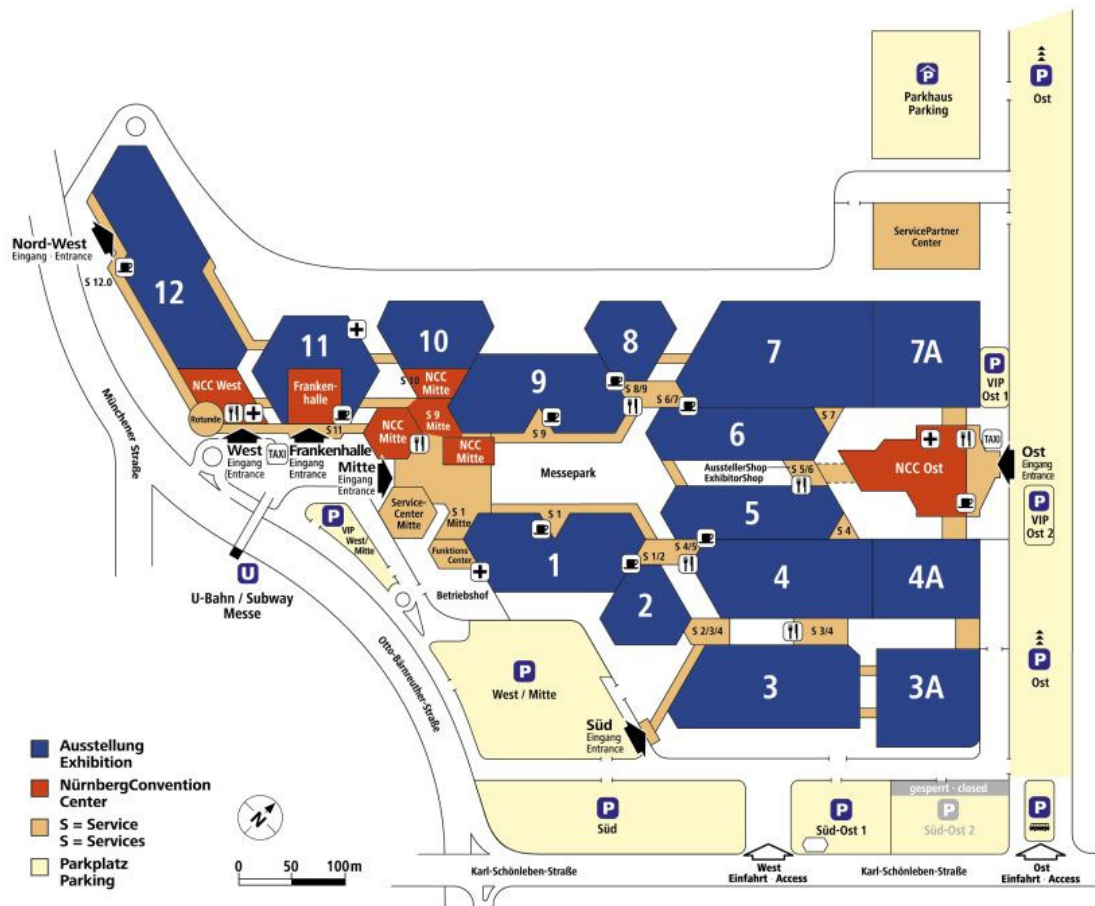 P
Parkhaus
Parking
P
Ost
ServicePartner
Center
Nord-West
Eingang · Entrance
S 12.0
12
11
10
8
7
7A
NCC West
Franken-
halle
S 10
NCC
Mitte
9
S 8/9
S 6/7
P
VIP
Ost 1
Rotunde
S 11
NCC
Mitte
S 9
Mitte
NCC
Mitte
S 9
6
S 7
Münchener Straße
West
Eingang
Entrance
TAXI
Frankenhalle
Eingang
Entrance
Mitte
Eingang
Entrance
Messepark
AusstellerShop
ExhibitorShop
S 5/6
NCC Ost
TAXI
Ost
Eingang
Entrance
P
VIP
Ost 2
Service-
Center
Mitte
S 1
Mitte
S 1
5
S 4
P
VIP
West/
Mitte
Funktions
Center
1
S 1/2
S 4/5
4
4A
U
U-Bahn / Subway
Messe
Betriebshof
2
S 2/3/4
S 3/4
Otto-Bärnreuther-Straße
P
West / Mitte
3
3A
P
Ost
Süd
Eingang
Entrance
Ausstellung
Exhibition
NürnbergConvention
Center
S = Service
S = Services
Parkplatz
Parking
N
0 50 100 m
P
Süd
P
Süd-Ost 1
gesperrt · closed
P
Süd-Ost 2
P
Karl-Schönleben-Straße
West
Einfahrt · Access
Karl-Schönleben-Straße
Ost
Einfahrt · Access